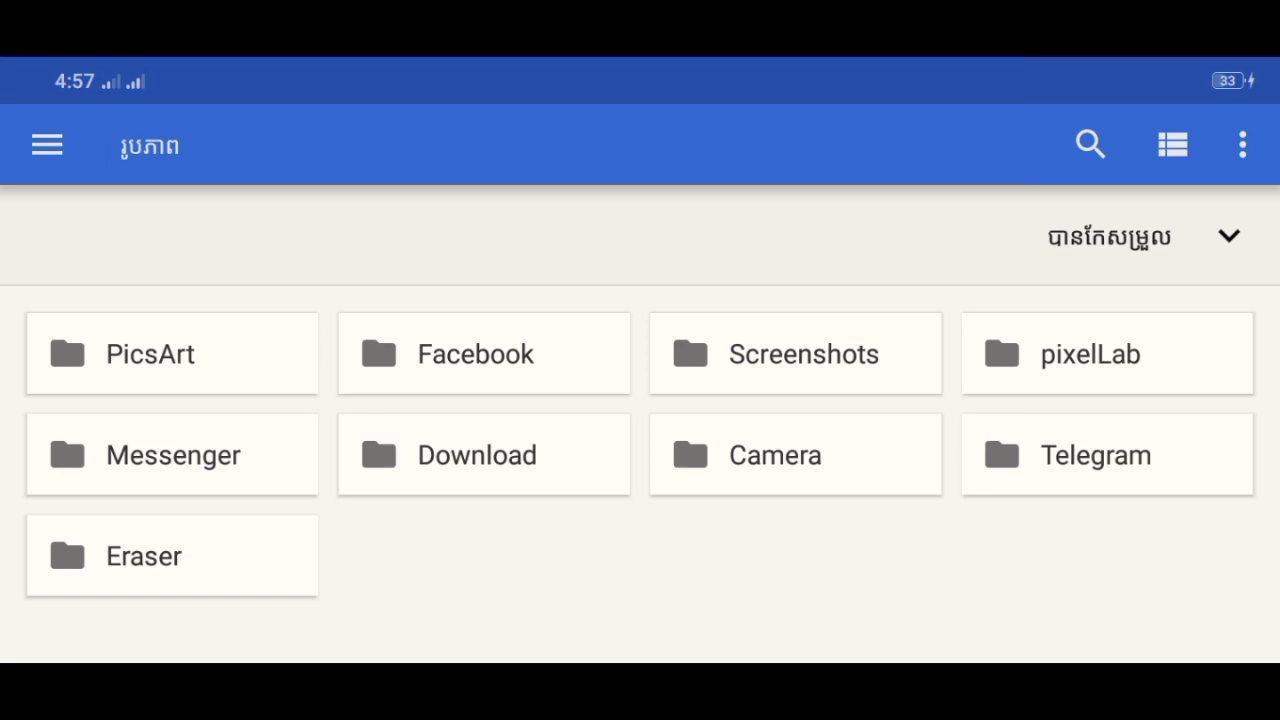 4:57 33
រូបភាព
បានកែសម្រួល
PicsArt Facebook Screenshots pixelLab
Messenger Download Camera Telegram
Eraser